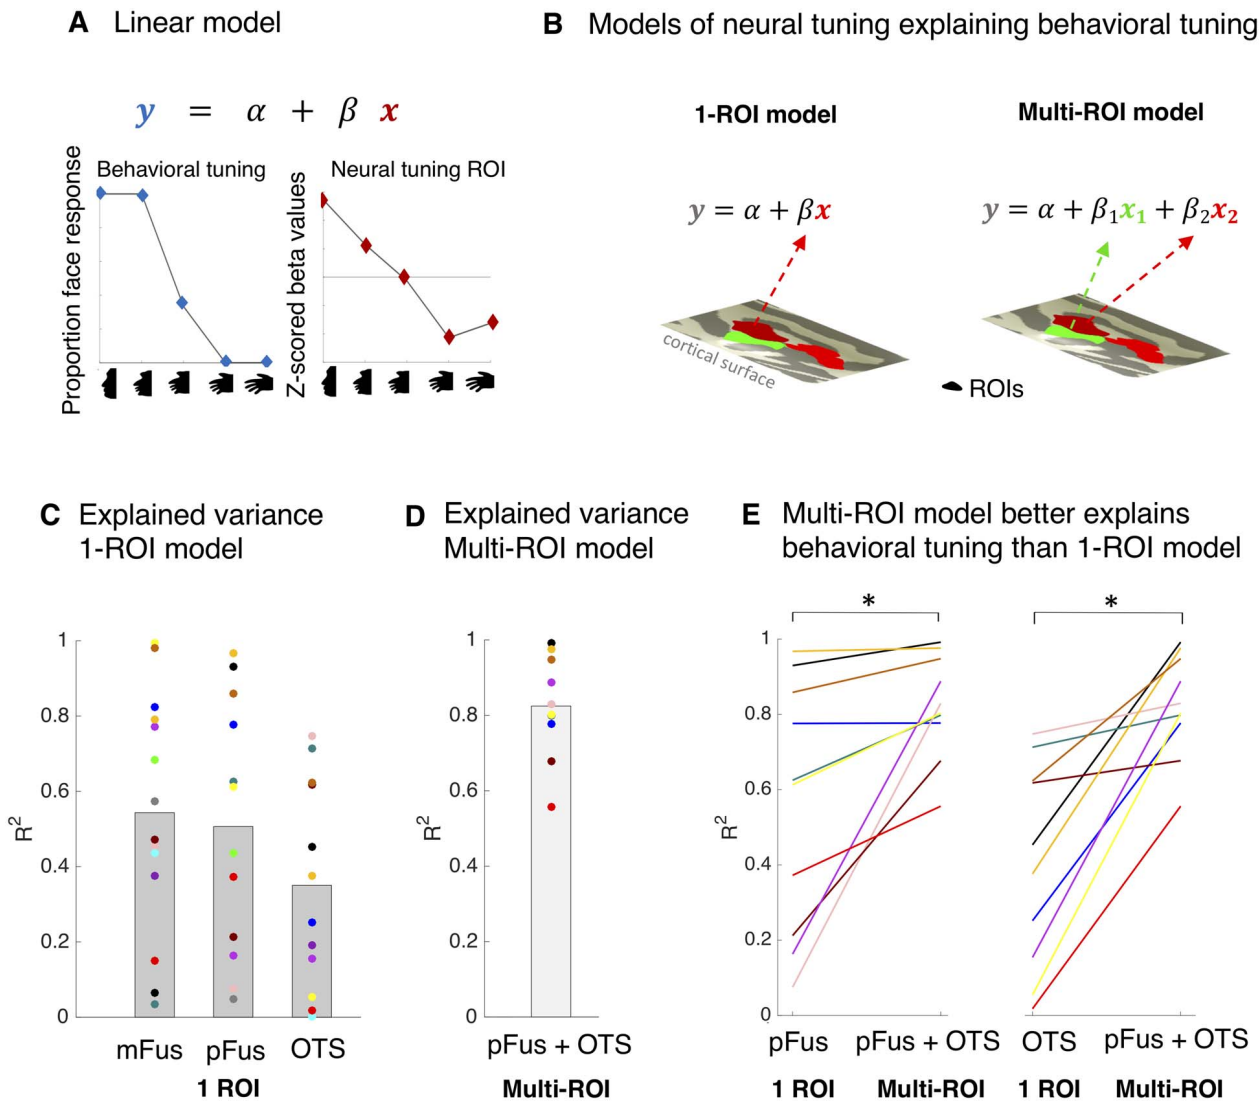 A Linear model
y = α + β x
Proportion face response
Behavioral tuning
Z-scored beta values
Neural tuning ROI
B Models of neural tuning explaining behavioral tuning
1-ROI model
y = α + βx
cortical surface
Multi-ROI model
y = α + β₁x₁ + β₂x₂
ROIs
C Explained variance
1-ROI model
R²
1
0.8
0.6
0.4
0.2
0
mFus pFus OTS
1 ROI
D Explained variance
Multi-ROI model
R²
1
0.8
0.6
0.4
0.2
0
pFus + OTS
Multi-ROI
E Multi-ROI model better explains
behavioral tuning than 1-ROI model
* *
R²
1
0.8
0.6
0.4
0.2
0
pFus pFus + OTS OTS pFus + OTS
1 ROI Multi-ROI 1 ROI Multi-ROI